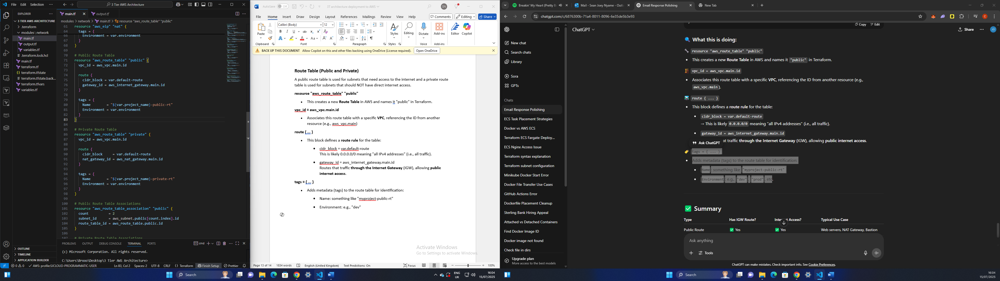 File Edit Selection ··· 3 Tier AWS Architecture
EXPLORER
3 TIER AWS ARCHITECTURE
.terraform
modules\network
main.tf
output.tf
variables.tf
.terraform.lock.hcl
main.tf
terraform.tf
terraform.tfstate
terraform.tfstate.back...
terraform.tfvars
variables.tf
OUTLINE
TIMELINE
APPLICATION BUILDER
main.tf output.tf
modules > network > main.tf > resource "aws_route_table" "public"
61 resource "aws_eip" "nat" {
64 tags = {
66 Environment = var.environment
67 }
68 }
69
70 # Public Route Table
71 resource "aws_route_table" "public" {
72 vpc_id = aws_vpc.main.id
73
74 route {
75 cidr_block = var.default-route
76 gateway_id = aws_internet_gateway.main.id
77 }
78
79 tags = {
80 Name = "${var.project_name}-public-rt"
81 Environment = var.environment
82 }
83 }
84
85 # Private Route Table
86 resource "aws_route_table" "private" {
87 vpc_id = aws_vpc.main.id
88
89 route {
90 cidr_block = var.default-route
91 nat_gateway_id = aws_nat_gateway.main.id
92 }
93
94 tags = {
95 Name = "${var.project_name}-private-rt"
96 Environment = var.environment
97 }
98 }
99
100 # Public Route Table Associations
101 resource "aws_route_table_association" "public" {
102 count = 2
103 subnet_id = aws_subnet.public[count.index].id
104 route_table_id = aws_route_table.public.id
105 }
106
107 # Private Route Table Associations
PROBLEMS OUTPUT DEBUG CONSOLE TERMINAL PORTS cmd
(c) Microsoft Corporation. All rights reserved.
C:\Users\Brooo\Desktop\3 Tier AWS Architecture>
0 0 AWS: profile:SJCLOUD-PROGRAMMATIC-USER Ln 83, Col 2 Spaces: 2 UTF-8 CRLF {} Terraform Finish Setup Prettier
AutoSave Off 3T architecture deployment to AWS SN
File Home Insert Draw Design Layout References Mailings Review View Help Comments Editing Share
Calibri (Body) 12
Paste Styles Editing Dictate Add-ins Editor Copilot
Clipboard Font Paragraph Styles Voice Add-ins
BACK UP THIS DOCUMENT Allow Copilot on this and other files backing using OneDrive (License required). Open OneDrive
Route Table (Public and Private)
A public route table is used for subnets that need access to the internet and a private route
table is used for subnets that should NOT have direct internet access.
resource "aws_route_table" "public"
• This creates a new Route Table in AWS and names it "public" in Terraform.
vpc_id = aws_vpc.main.id
• Associates this route table with a specific VPC, referencing the ID from another
resource (e.g., aws_vpc.main)
route { ... }
• This block defines a route rule for the table:
• cidr_block = var.default-route
This is likely 0.0.0.0/0 meaning "all IPv4 addresses" (i.e., all traffic).
• gateway_id = aws_internet_gateway.main.id
Routes that traffic through the Internet Gateway (IGW), allowing public
internet access.
tags = { ... }
• Adds metadata (tags) to the route table for identification:
• Name: something like "myproject-public-rt"
• Environment: e.g., "dev"
Activate Windows
Go to Settings to activate Windows.
Page 13 of 14 1834 words English (United Kingdom) Text Predictions: On Focus 100%
Search ENG UK 16:04 15/07/2025
Breakin' My Heart (Pretty Br Mail - Sean Joey Nyame - Outl Email Response Polishing New Tab
chatgpt.com/c/6876300b-71a4-8011-8096-6e35de5b3e93
New chat
Search chats
Library
Sora
GPTs
Chats
Email Response Polishing
ECS Task Placement Strategies
Docker vs AWS ECS
Terraform ECS Fargate Deploy...
ECS Nginx Access Issue
Terraform syntax explanation
Terraform subnet configuration
Minikube Docker Start Error
Docker File Transfer Use Cases
GitHub Actions Error
Dockerfile Placement Cleanup
Sterling Bank Hiring Appeal
Attached vs Detached Containers
Find Docker Image ID
Docker image not found
Check file in dirs
Upgrade plan
More access to the best models
ChatGPT
Copy Edit
Share
JO
What this is doing:
resource "aws_route_table" "public"
• This creates a new Route Table in AWS and names it "public" in Terraform.
vpc_id = aws_vpc.main.id
• Associates this route table with a specific VPC, referencing the ID from another resource (e.g.,
aws_vpc.main).
route { ... }
• This block defines a route rule for the table:
• cidr_block = var.default-route
→ This is likely 0.0.0.0/0 meaning "all IPv4 addresses" (i.e., all traffic).
• gateway_id = aws_internet_gateway.main.id
at traffic through the Internet Gateway (IGW), allowing public internet access.
Ask ChatGPT
tags = { ... }
• Adds metadata (tags) to the route table for identification:
• Name: something like "myproject-public-rt"
• Environment: e.g., "dev", "prod", etc.
Summary
Type Has IGW Route? Internet Access? Typical Use Case
Public Route Yes Yes Web servers, NAT Gateway, Bastion
Ask anything
Tools
ChatGPT can make mistakes. Check important info. See Cookie Preferences.
Search 16:04 15/07/2025